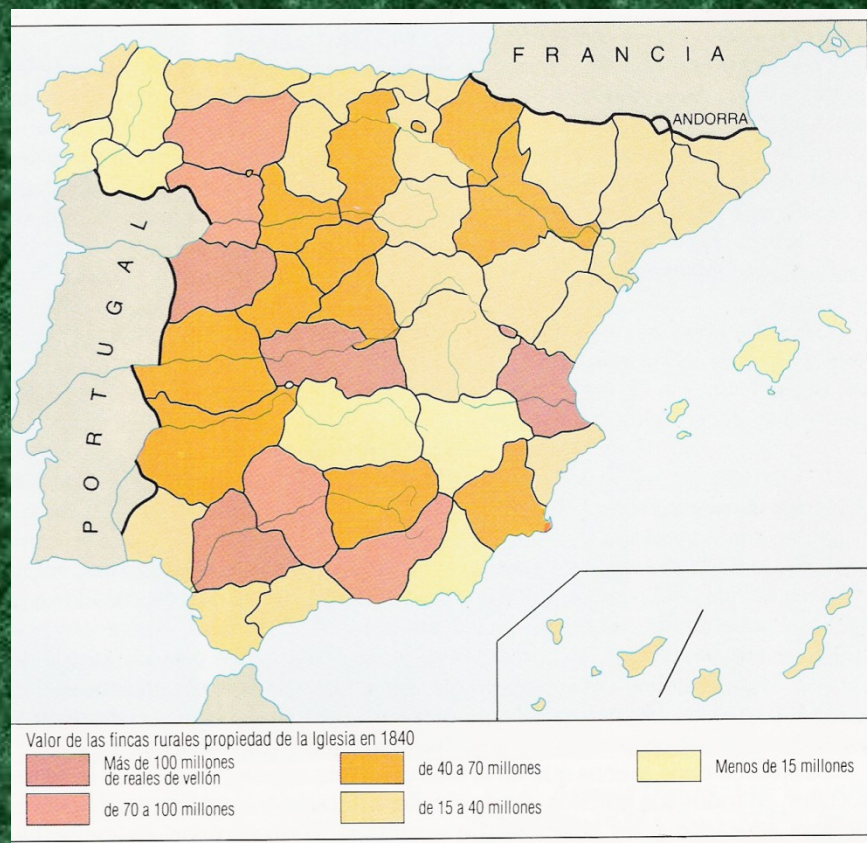 FRANCIA
ANDORRA
PORTUGAL
Valor de las fincas rurales propiedad de la Iglesia en 1840
Más de 100 millones
de reales de vellón
de 70 a 100 millones
de 40 a 70 millones
de 15 a 40 millones
Menos de 15 millones